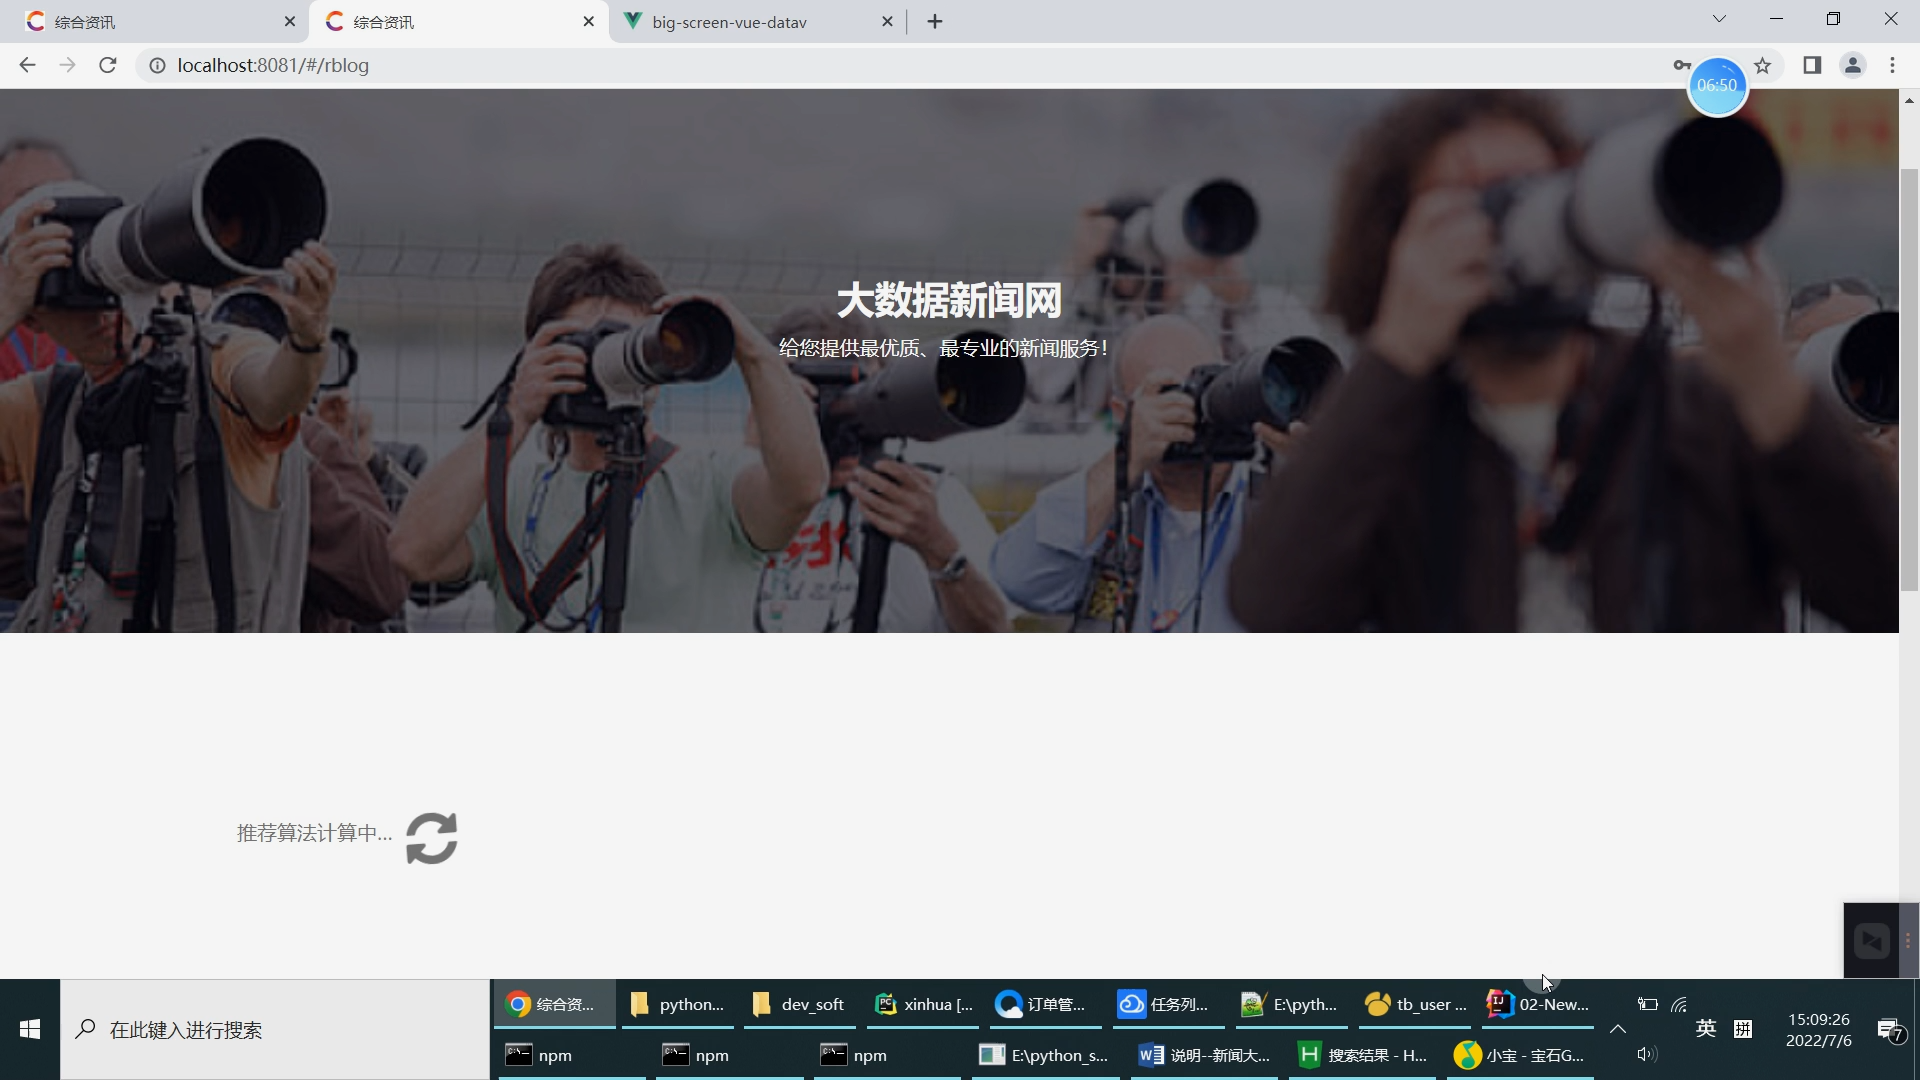 综合资讯
综合资讯
big-screen-vue-datav
localhost:8081/#/rblog
06:50
大数据新闻网
给您提供最优质、最专业的新闻服务!
推荐算法计算中...
在此键入进行搜索
综合资...
python...
dev_soft
xinhua [...
订单管...
任务列...
E:\pyth...
tb_user ...
02-New...
npm
npm
npm
E:\python_s...
说明--新闻大...
搜索结果 - H...
小宝 - 宝石G...
英
拼
15:09:26
2022/7/6
7